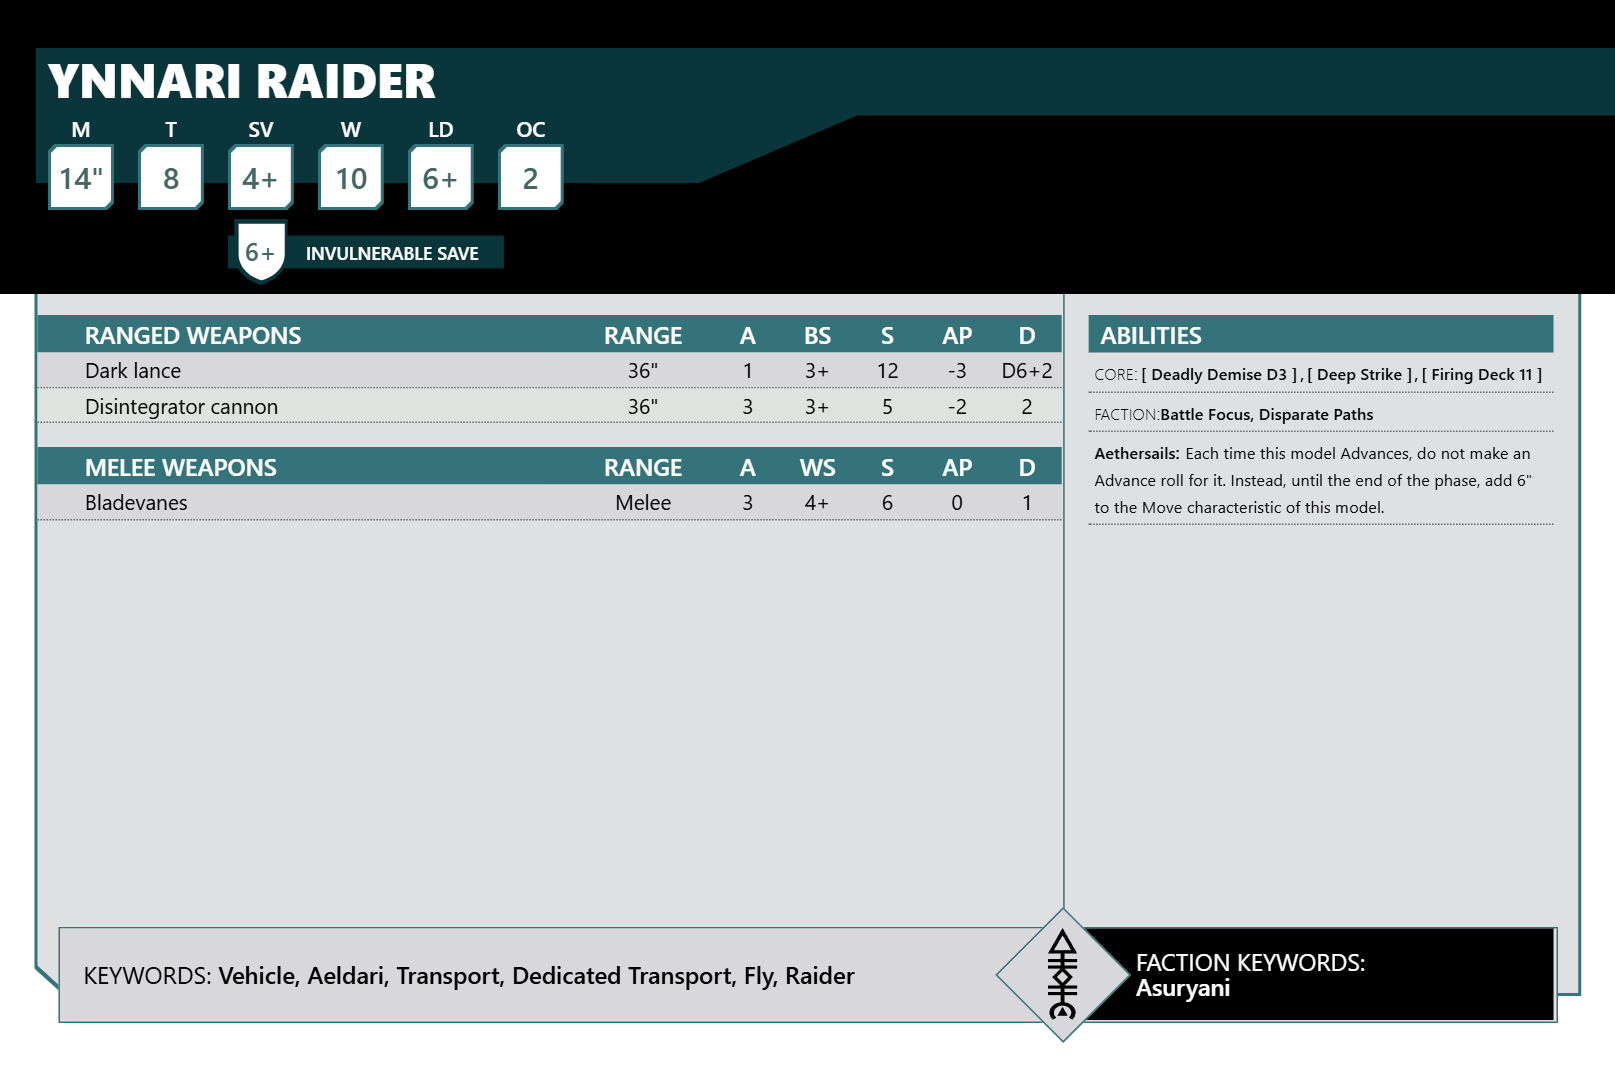 YNNARI RAIDER
M T SV W LD OC
14" 8 4+ 10 6+ 2
6+ INVULNERABLE SAVE
RANGED WEAPONS RANGE A BS S AP D
Dark lance 36" 1 3+ 12 -3 D6+2
Disintegrator cannon 36" 3 3+ 5 -2 2
MELEE WEAPONS RANGE A WS S AP D
Bladevanes Melee 3 4+ 6 0 1
ABILITIES
CORE: [ Deadly Demise D3 ] , [ Deep Strike ] , [ Firing Deck 11 ]
FACTION:Battle Focus, Disparate Paths
Aethersails: Each time this model Advances, do not make an
Advance roll for it. Instead, until the end of the phase, add 6"
to the Move characteristic of this model.
KEYWORDS: Vehicle, Aeldari, Transport, Dedicated Transport, Fly, Raider
FACTION KEYWORDS:
Asuryani